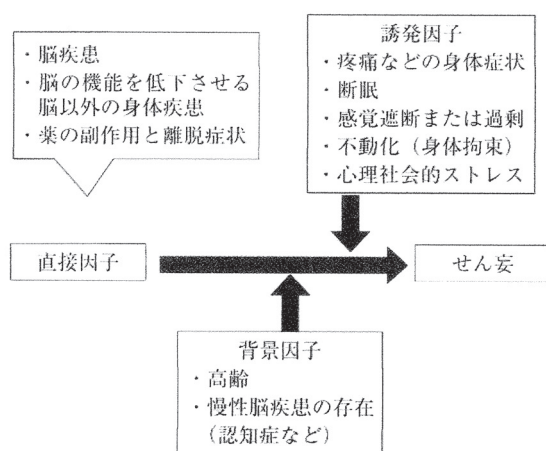 ・脳疾患
・脳の機能を低下させる
脳以外の身体疾患
・薬の副作用と離脱症状
誘発因子
・疼痛などの身体症状
・断眠
・感覚遮断または過剰
・不動化（身体拘束）
・心理社会的ストレス
直接因子
せん妄
背景因子
・高齢
・慢性脳疾患の存在
（認知症など）